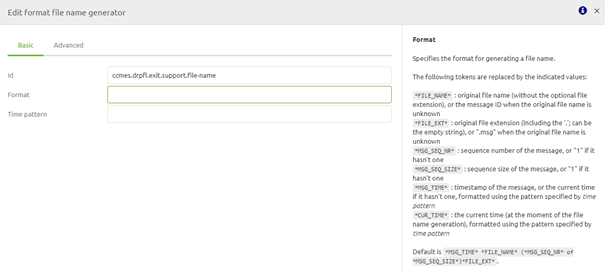 Edit format file name generator
Basic
Advanced
Id
ccmes.drpfl.exit.support.file-name
Format
Time pattern
Format
Specifies the format for generating a file name.
The following tokens are replaced by the indicated values:
*FILE_NAME* : original file name (without the optional file
extension), or the message ID when the original file name is
unknown
*FILE_EXT* : original file extension (including the '.'; can be
the empty string), or ".msg" when the original file name is
unknown
*MSG_SEQ_NR* : sequence number of the message, or "1" if it
hasn't one
*MSG_SEQ_SIZE* : sequence size of the message, or "1" if it
hasn't one
*MSG_TIME* : timestamp of the message, or the current time
if it hasn't one, formatted using the pattern specified by time
pattern
*CUR_TIME* : the current time (at the moment of the file
name generation), formatted using the pattern specified by
time pattern
Default is *MSG_TIME* *FILE_NAME* (*MSG_SEQ_NR* of
*MSG_SEQ_SIZE*)*FILE_EXT*.